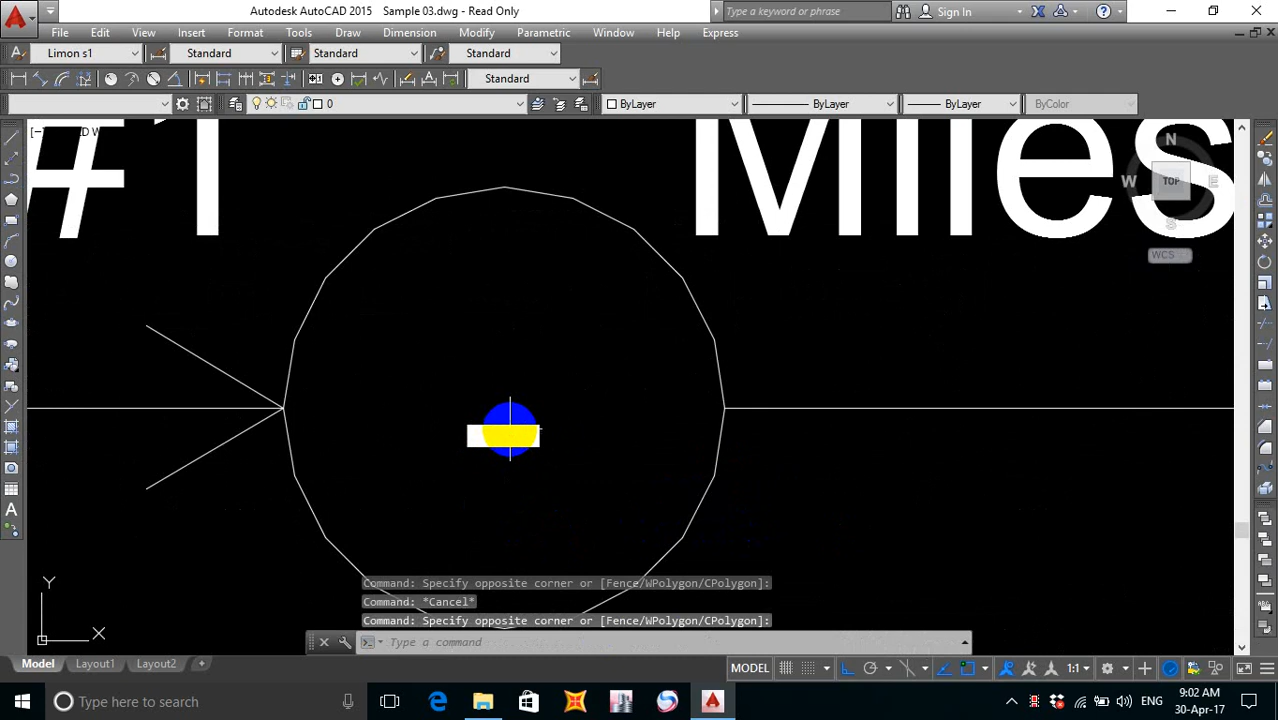 Autodesk AutoCAD 2015 Sample 03.dwg - Read Only
Type a keyword or phrase
Sign In
File Edit View Insert Format Tools Draw Dimension Modify Parametric Window Help Express
Limon s1 Standard Standard Standard
Standard
0 ByLayer ByLayer ByLayer ByColor
#1 Miles
N
W TOP E
S
WCS
Y
X
Command: Specify opposite corner or [Fence/WPolygon/CPolygon]:
Command: *Cancel*
Command: Specify opposite corner or [Fence/WPolygon/CPolygon]:
Type a command
Model Layout1 Layout2 + MODEL 1:1
Type here to search
ENG
9:02 AM
30-Apr-17